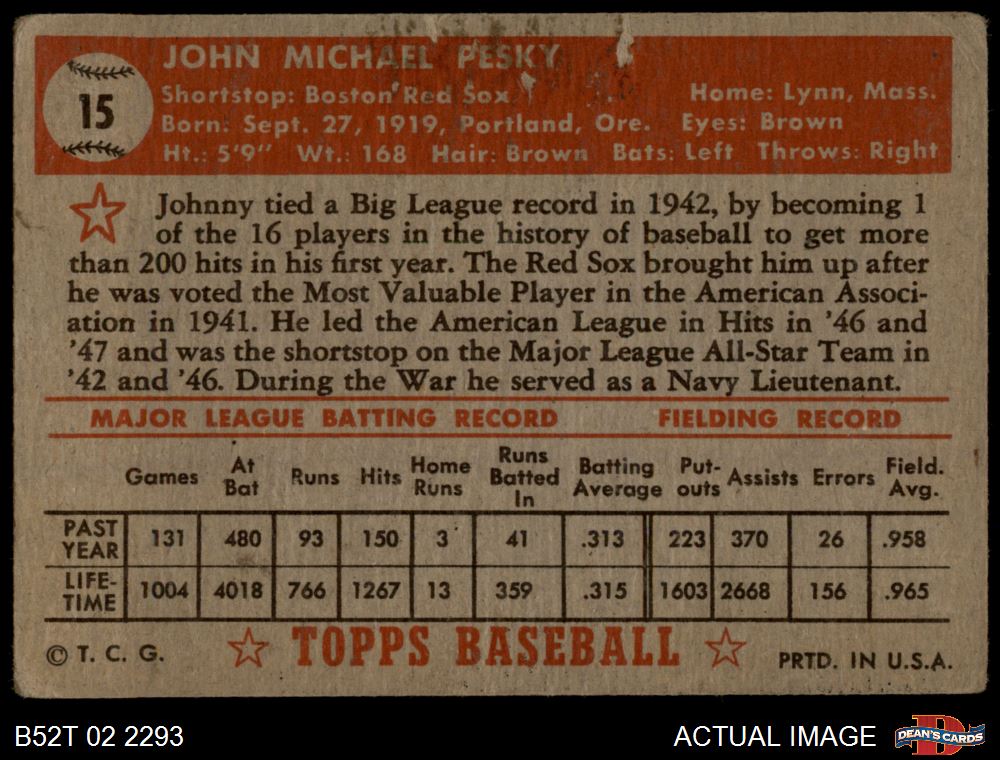 15
JOHN MICHAEL PESKY
Shortstop: Boston Red Sox Home: Lynn, Mass.
Born: Sept. 27, 1919, Portland, Ore. Eyes: Brown
Ht.: 5'9" Wt.: 168 Hair: Brown Bats: Left Throws: Right
Johnny tied a Big League record in 1942, by becoming 1
of the 16 players in the history of baseball to get more
than 200 hits in his first year. The Red Sox brought him up after
he was voted the Most Valuable Player in the American Associ-
ation in 1941. He led the American League in Hits in '46 and
'47 and was the shortstop on the Major League All-Star Team in
'42 and '46. During the War he served as a Navy Lieutenant.
MAJOR LEAGUE BATTING RECORD FIELDING RECORD
Games At Bat Runs Hits Home Runs Runs Batted In Batting Average Put-outs Assists Errors Field. Avg.
PAST YEAR 131 480 93 150 3 41 .313 223 370 26 .958
LIFE-TIME 1004 4018 766 1267 13 359 .315 1603 2668 156 .965
© T. C. G. TOPPS BASEBALL PRTD. IN U.S.A.
B52T 02 2293 ACTUAL IMAGE D DEAN'S CARDS